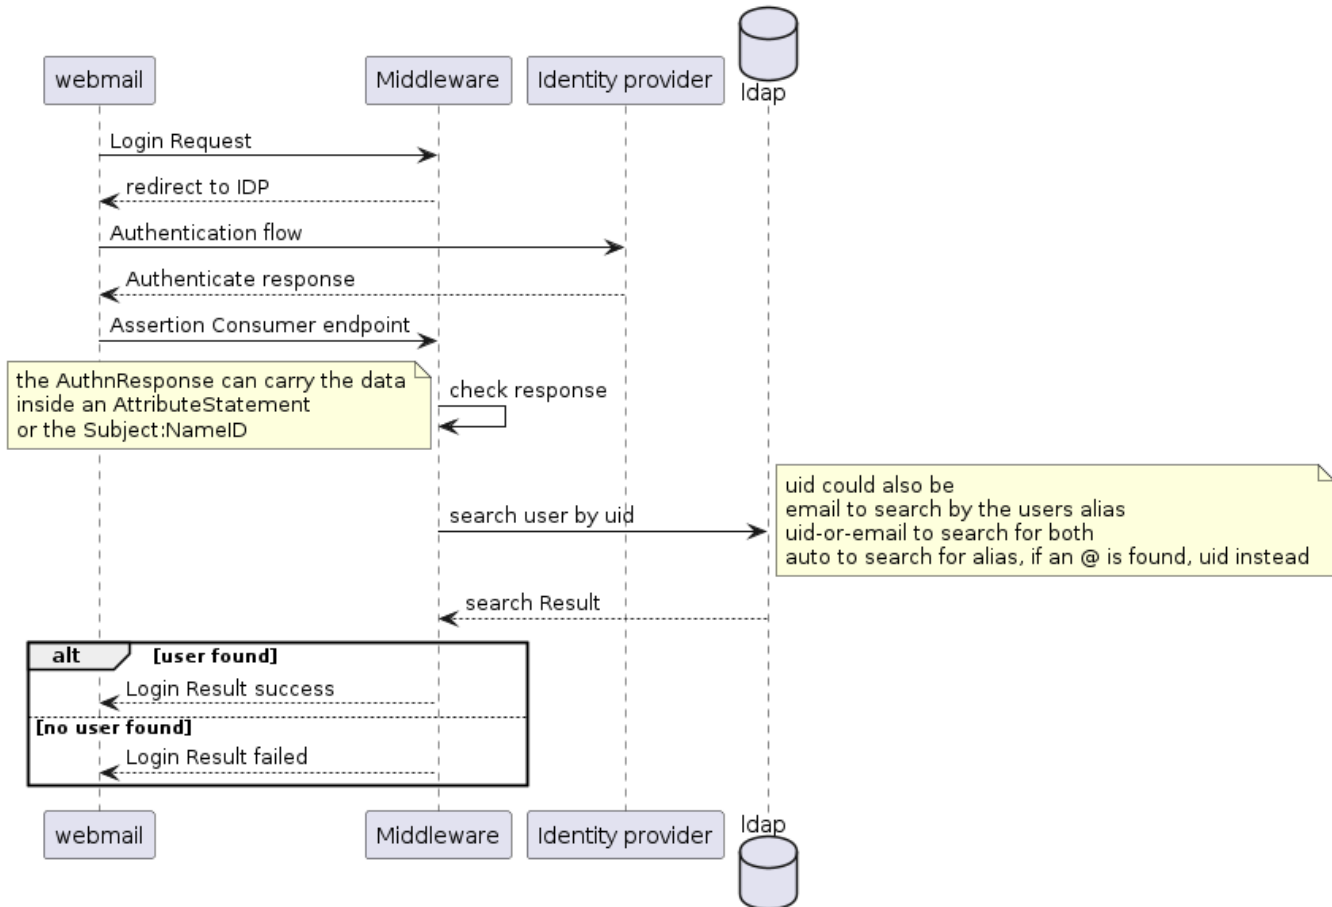 webmail
Middleware
Identity provider
ldap
Login Request
redirect to IDP
Authentication flow
Authenticate response
Assertion Consumer endpoint
the AuthnResponse can carry the data
inside an AttributeStatement
or the Subject:NameID
check response
uid could also be
email to search by the users alias
uid-or-email to search for both
auto to search for alias, if an @ is found, uid instead
search user by uid
search Result
alt
[user found]
Login Result success
[no user found]
Login Result failed
webmail
Middleware
Identity provider
ldap